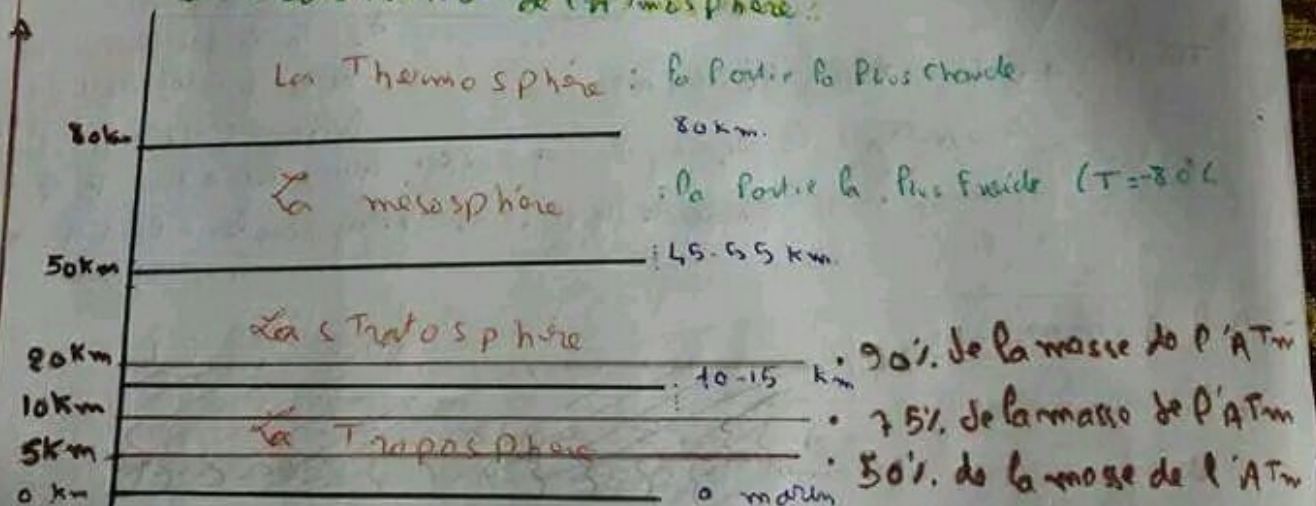 de l'Atmosphère:
La Thermosphère : la Partie la Plus chaude
80km 80km.
La mésosphère : la Partie la Plus Froide (T=-80°C
50km 45-55 km.
La sTratosphère
20Km 90% de la masse de l'ATm
10-15 km
10Km 75% de la masse de l'ATm
La Troposphère
5Km 50% de la masse de l'ATm
0 km 0